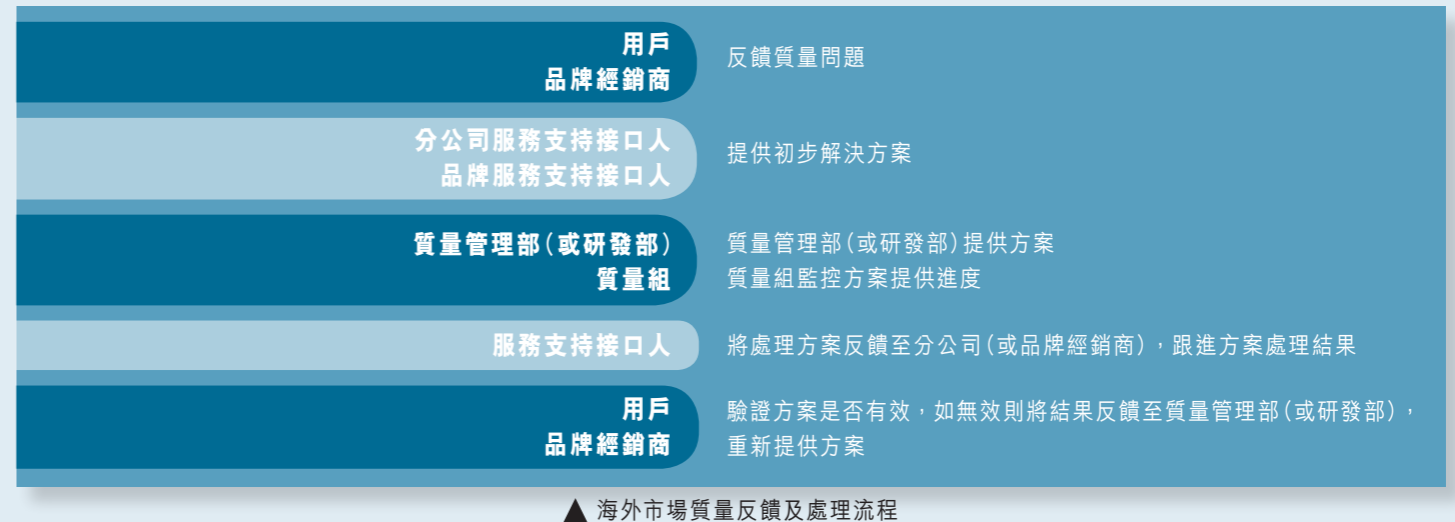 用戶
品牌經銷商
反饋質量問題
分公司服務支持接口人
品牌服務支持接口人
提供初步解決方案
質量管理部(或研發部)
質量組
質量管理部(或研發部)提供方案
質量組監控方案提供進度
服務支持接口人
將處理方案反饋至分公司(或品牌經銷商)，跟進方案處理結果
用戶
品牌經銷商
驗證方案是否有效，如無效則將結果反饋至質量管理部(或研發部)，
重新提供方案
▲ 海外市場質量反饋及處理流程